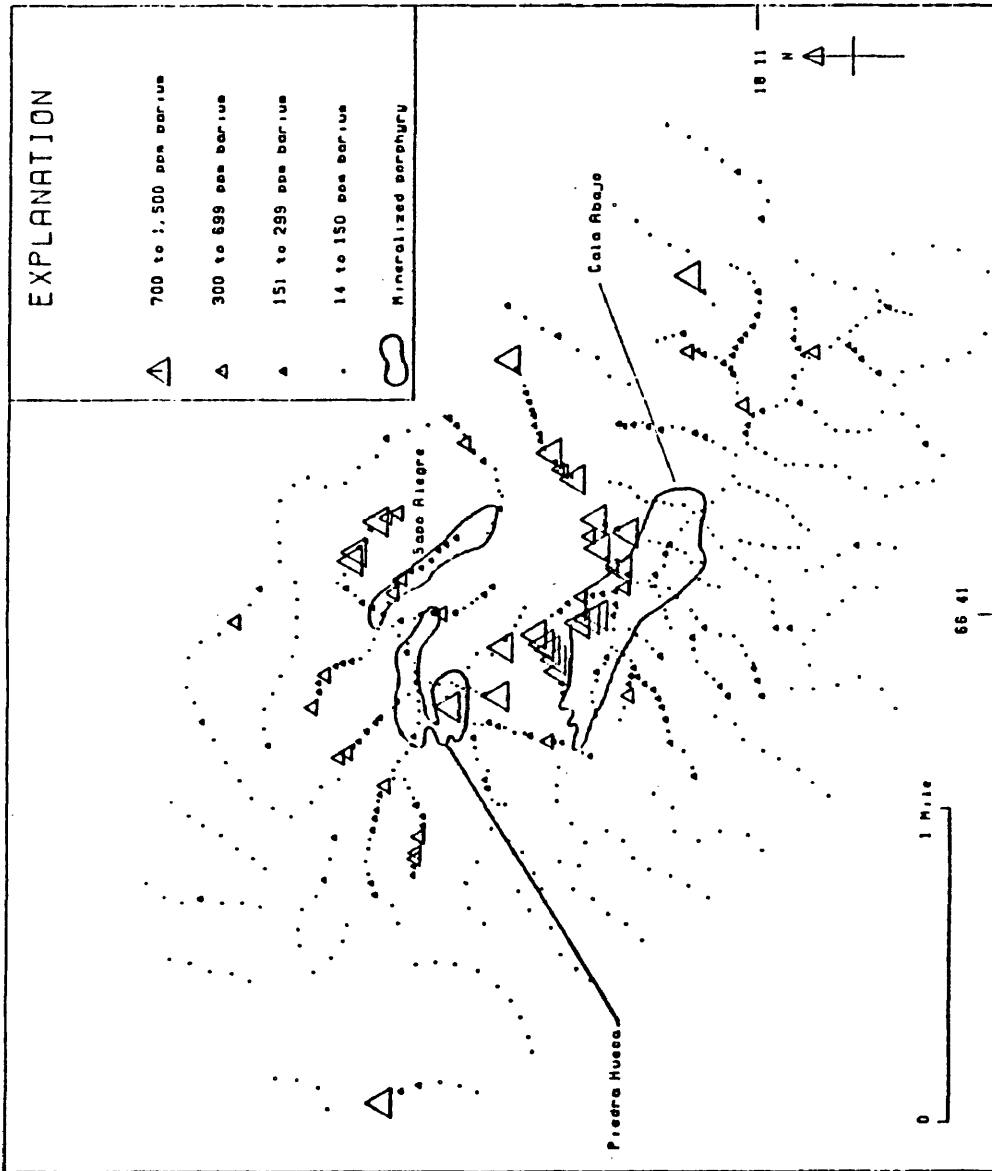 EXPLANATION
700 to 1,500 ppm barium
300 to 699 ppm barium
151 to 299 ppm barium
14 to 150 ppm barium
Mineralized porphyry
Sapo Alegre
Cala Abajo
Piedra Hueca
18 11
N
66 41
0 1 Mile